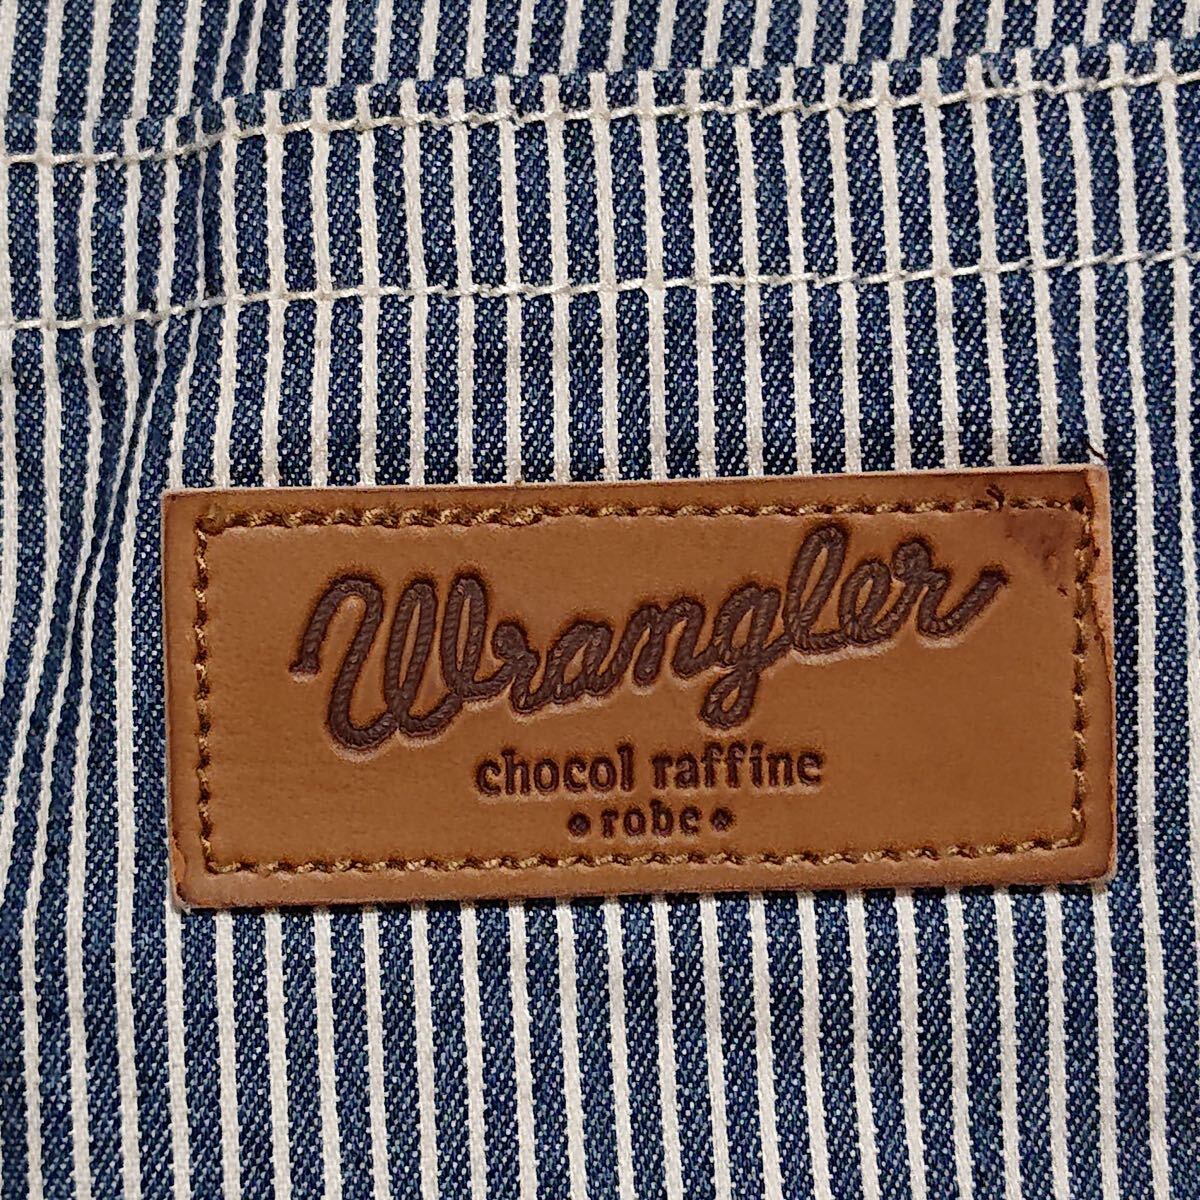 Wrangler
chocol raffine
•robe•